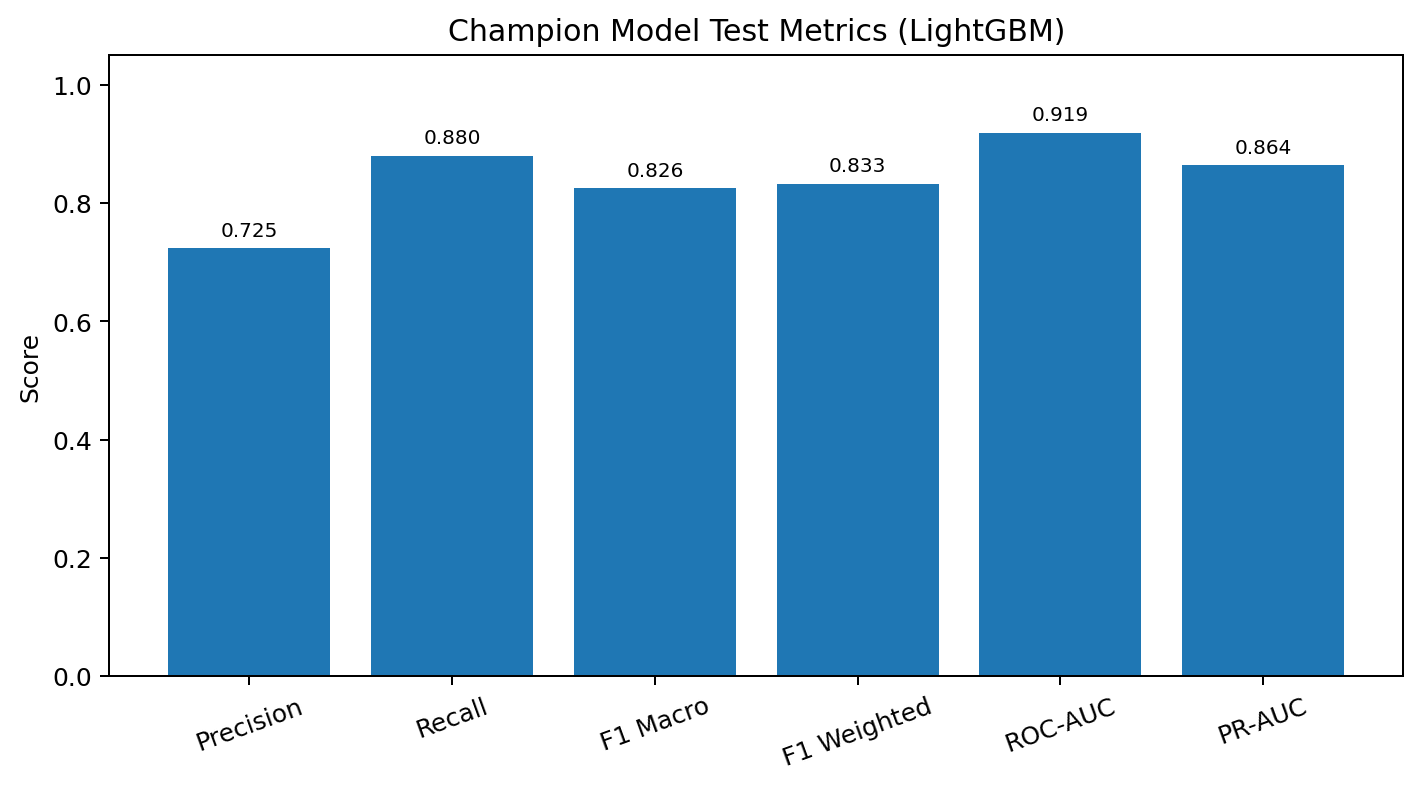 Champion Model Test Metrics (LightGBM)
Score
1.0
0.8
0.6
0.4
0.2
0.0
0.725
0.880
0.826
0.833
0.919
0.864
Precision
Recall
F1 Macro
F1 Weighted
ROC-AUC
PR-AUC